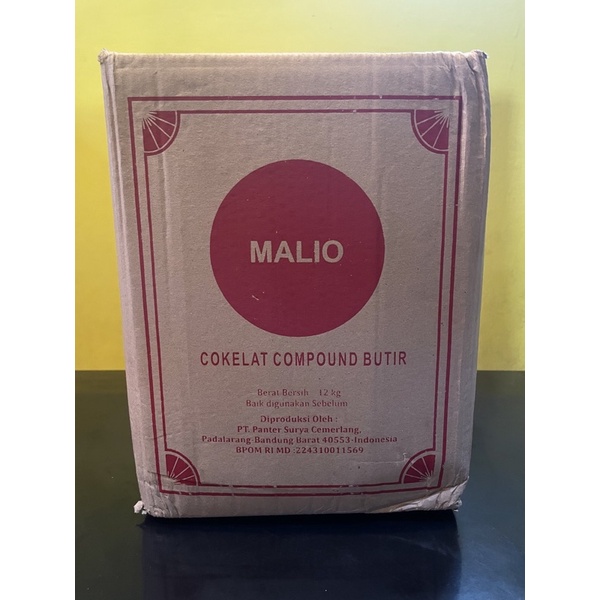 MALIO
COKELAT COMPOUND BUTIR
Berat Bersih : 12 kg
Baik digunakan Sebelum
Diproduksi Oleh :
PT. Panter Surya Cemerlang,
Padalarang-Bandung Barat 40553-Indonesia
BPOM RI MD :224310011569